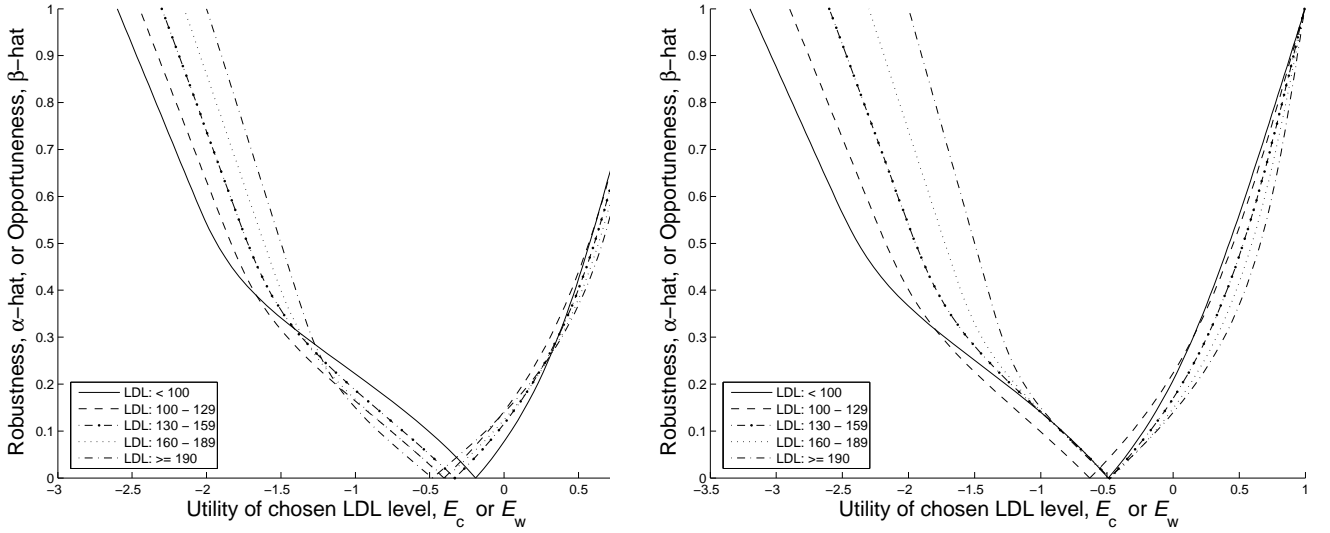 1
0.9
0.8
0.7
0.6
0.5
0.4
0.3
0.2
0.1
0
Robustness, α−hat, or Opportuneness, β−hat
LDL: < 100
LDL: 100 − 129
LDL: 130 − 159
LDL: 160 − 189
LDL: >= 190
−3 −2.5 −2 −1.5 −1 −0.5 0 0.5
Utility of chosen LDL level, E_c or E_w
1
0.9
0.8
0.7
0.6
0.5
0.4
0.3
0.2
0.1
0
Robustness, α−hat, or Opportuneness, β−hat
LDL: < 100
LDL: 100 − 129
LDL: 130 − 159
LDL: 160 − 189
LDL: >= 190
−3.5 −3 −2.5 −2 −1.5 −1 −0.5 0 0.5 1
Utility of chosen LDL level, E_c or E_w